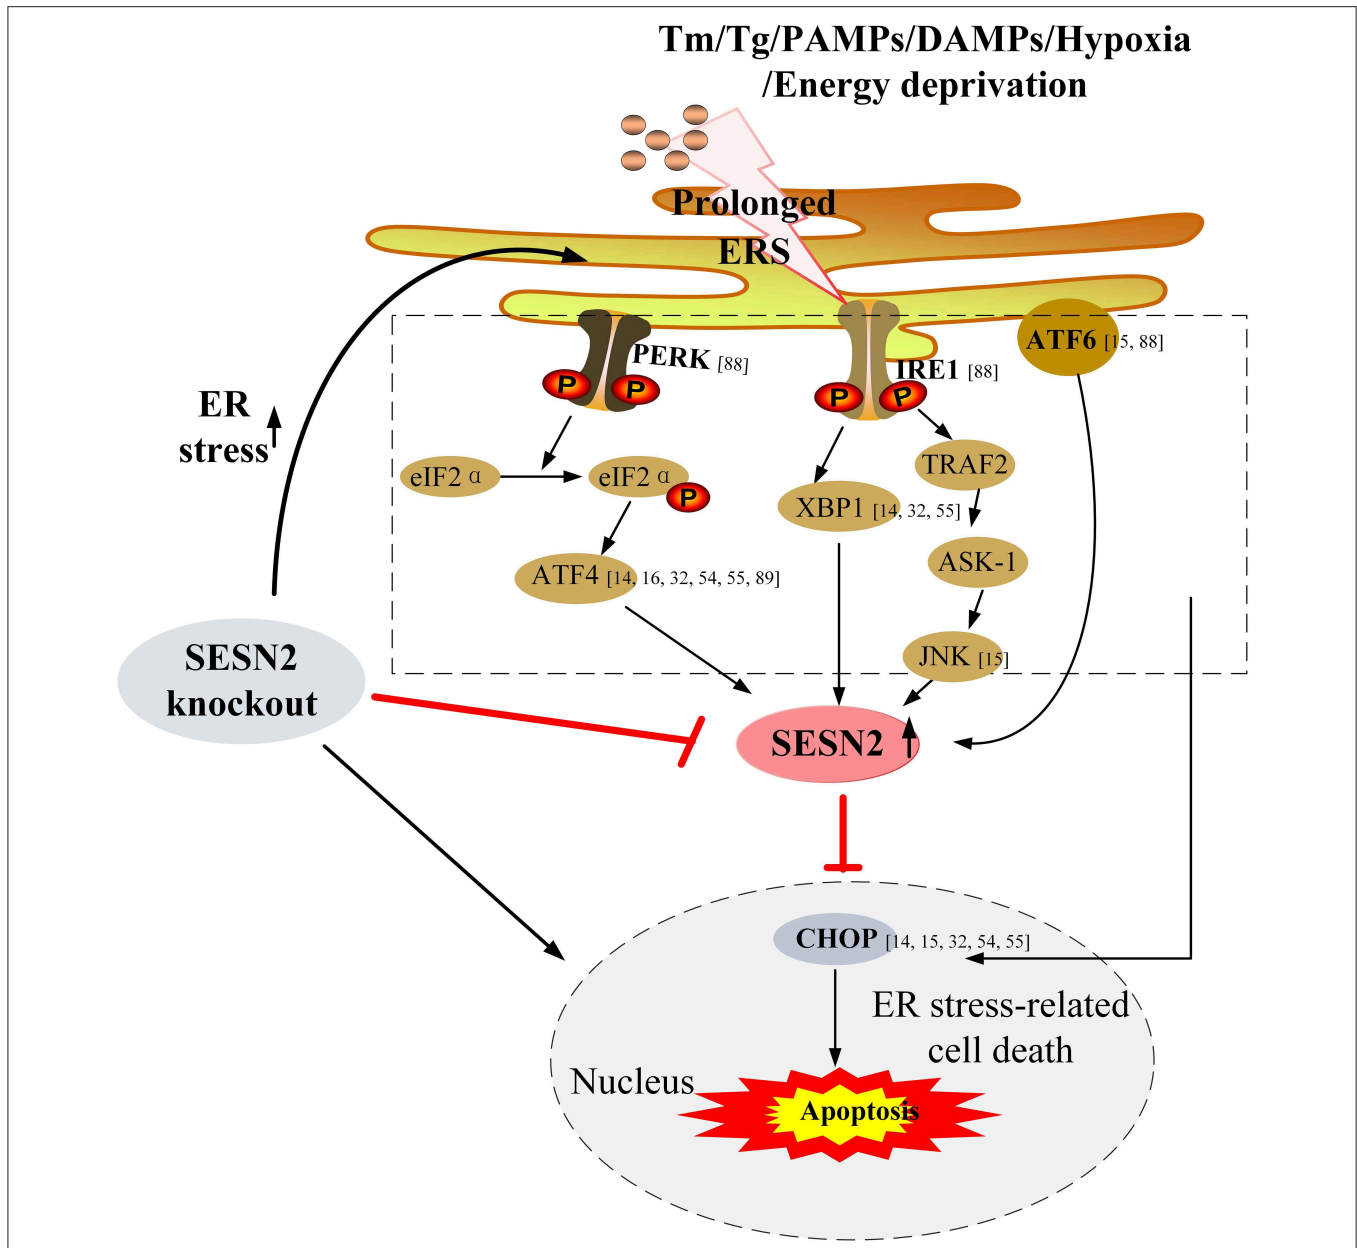 Tm/Tg/PAMPs/DAMPs/Hypoxia
/Energy deprivation
Prolonged
ERS
PERK [88]
IRE1 [88]
ATF6 [15, 88]
P
P
P
P
ER
stress
eIF2 α
eIF2 α
P
TRAF2
XBP1 [14, 32, 55]
ASK-1
ATF4 [14, 16, 32, 54, 55, 89]
JNK [15]
SESN2
knockout
SESN2
CHOP [14, 15, 32, 54, 55]
ER stress-related
cell death
Nucleus
Apoptosis